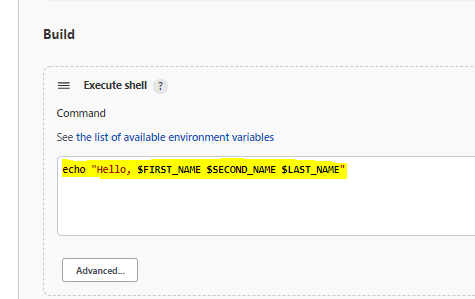 Build
Execute shell ?
Command
See the list of available environment variables
echo "Hello, $FIRST_NAME $SECOND_NAME $LAST_NAME"
Advanced...